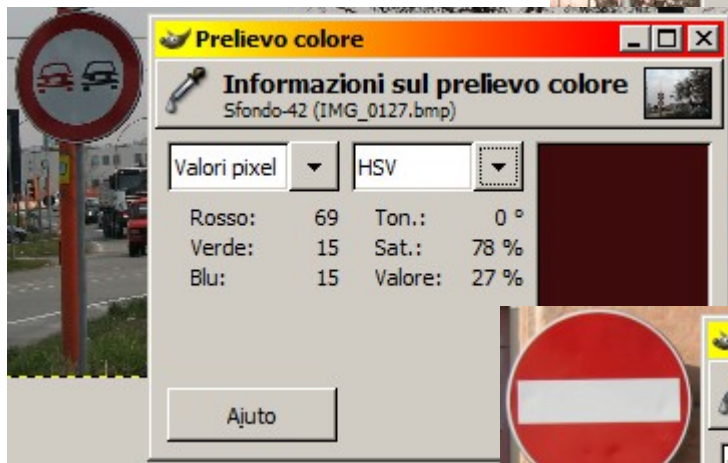 Prelievo colore
Informazioni sul prelievo colore
Sfondo-42 (IMG_0127.bmp)
Valori pixel HSV
Rosso: 69 Ton.: 0 °
Verde: 15 Sat.: 78 %
Blu: 15 Valore: 27 %
Aiuto